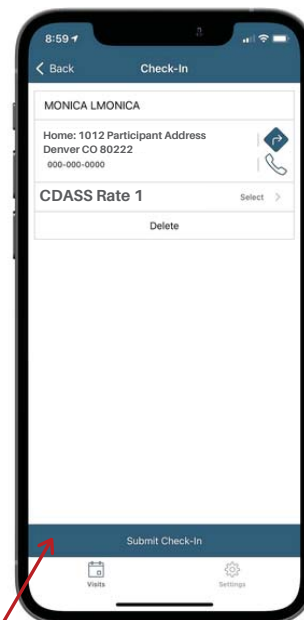 8:59
Back Check-In
MONICA LMONICA
Home: 1012 Participant Address
Denver CO 80222
000-000-0000
CDASS Rate 1 Select
Delete
Submit Check-In
Visits Settings